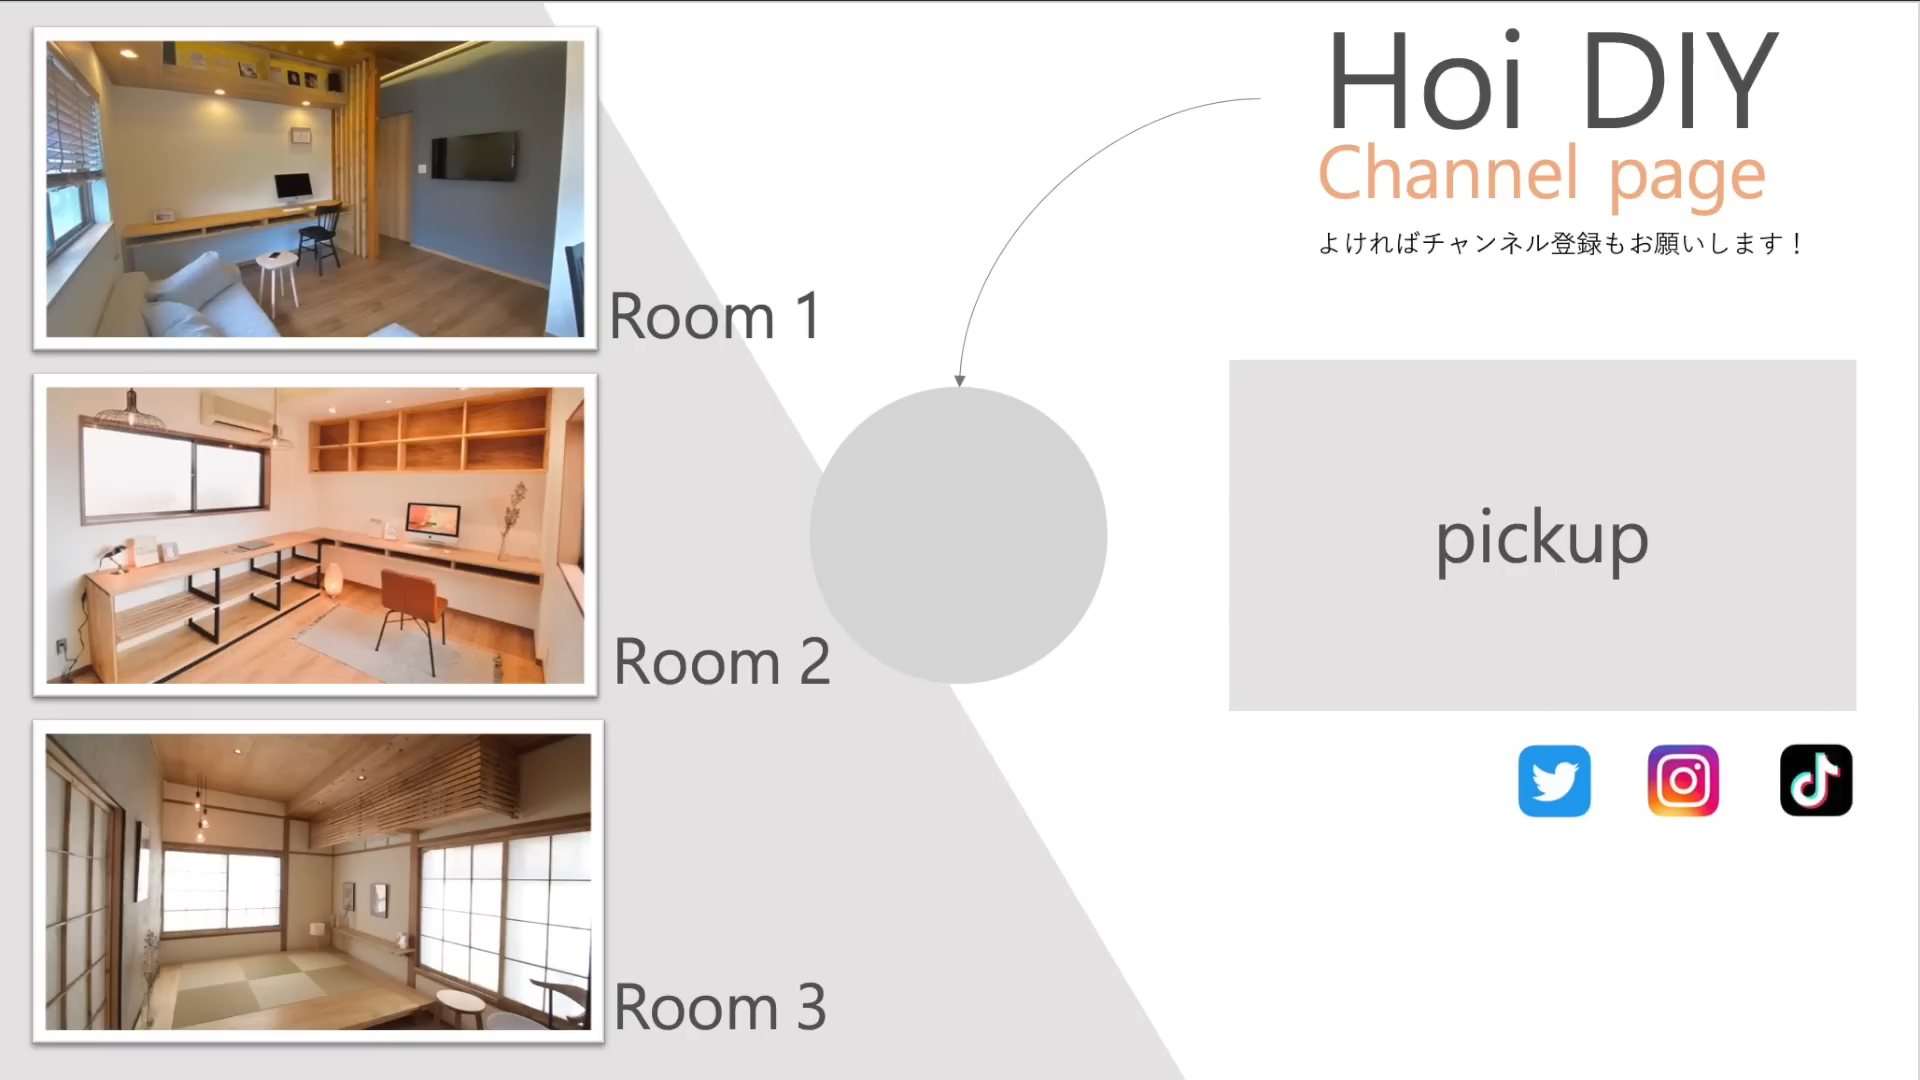 Hoi DIY
Channel page
よければチャンネル登録もお願いします！
Room 1
Room 2
Room 3
pickup